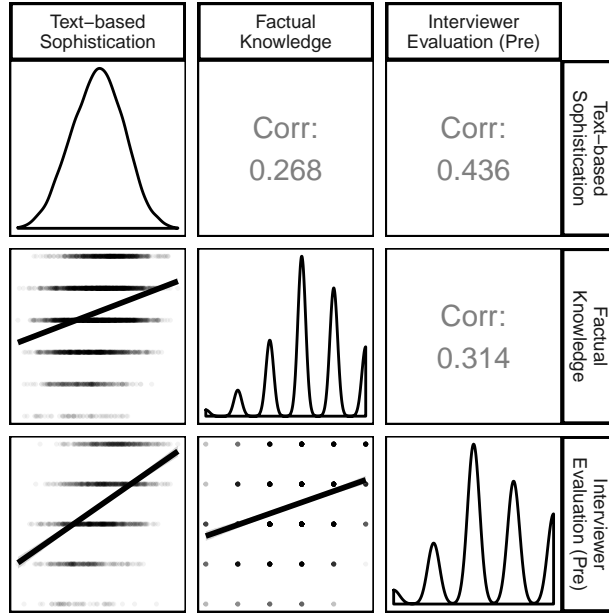 Text−based
Sophistication
Factual
Knowledge
Interviewer
Evaluation (Pre)
Corr:
0.268
Corr:
0.436
Text−based
Sophistication
Corr:
0.314
Factual
Knowledge
Interviewer
Evaluation (Pre)